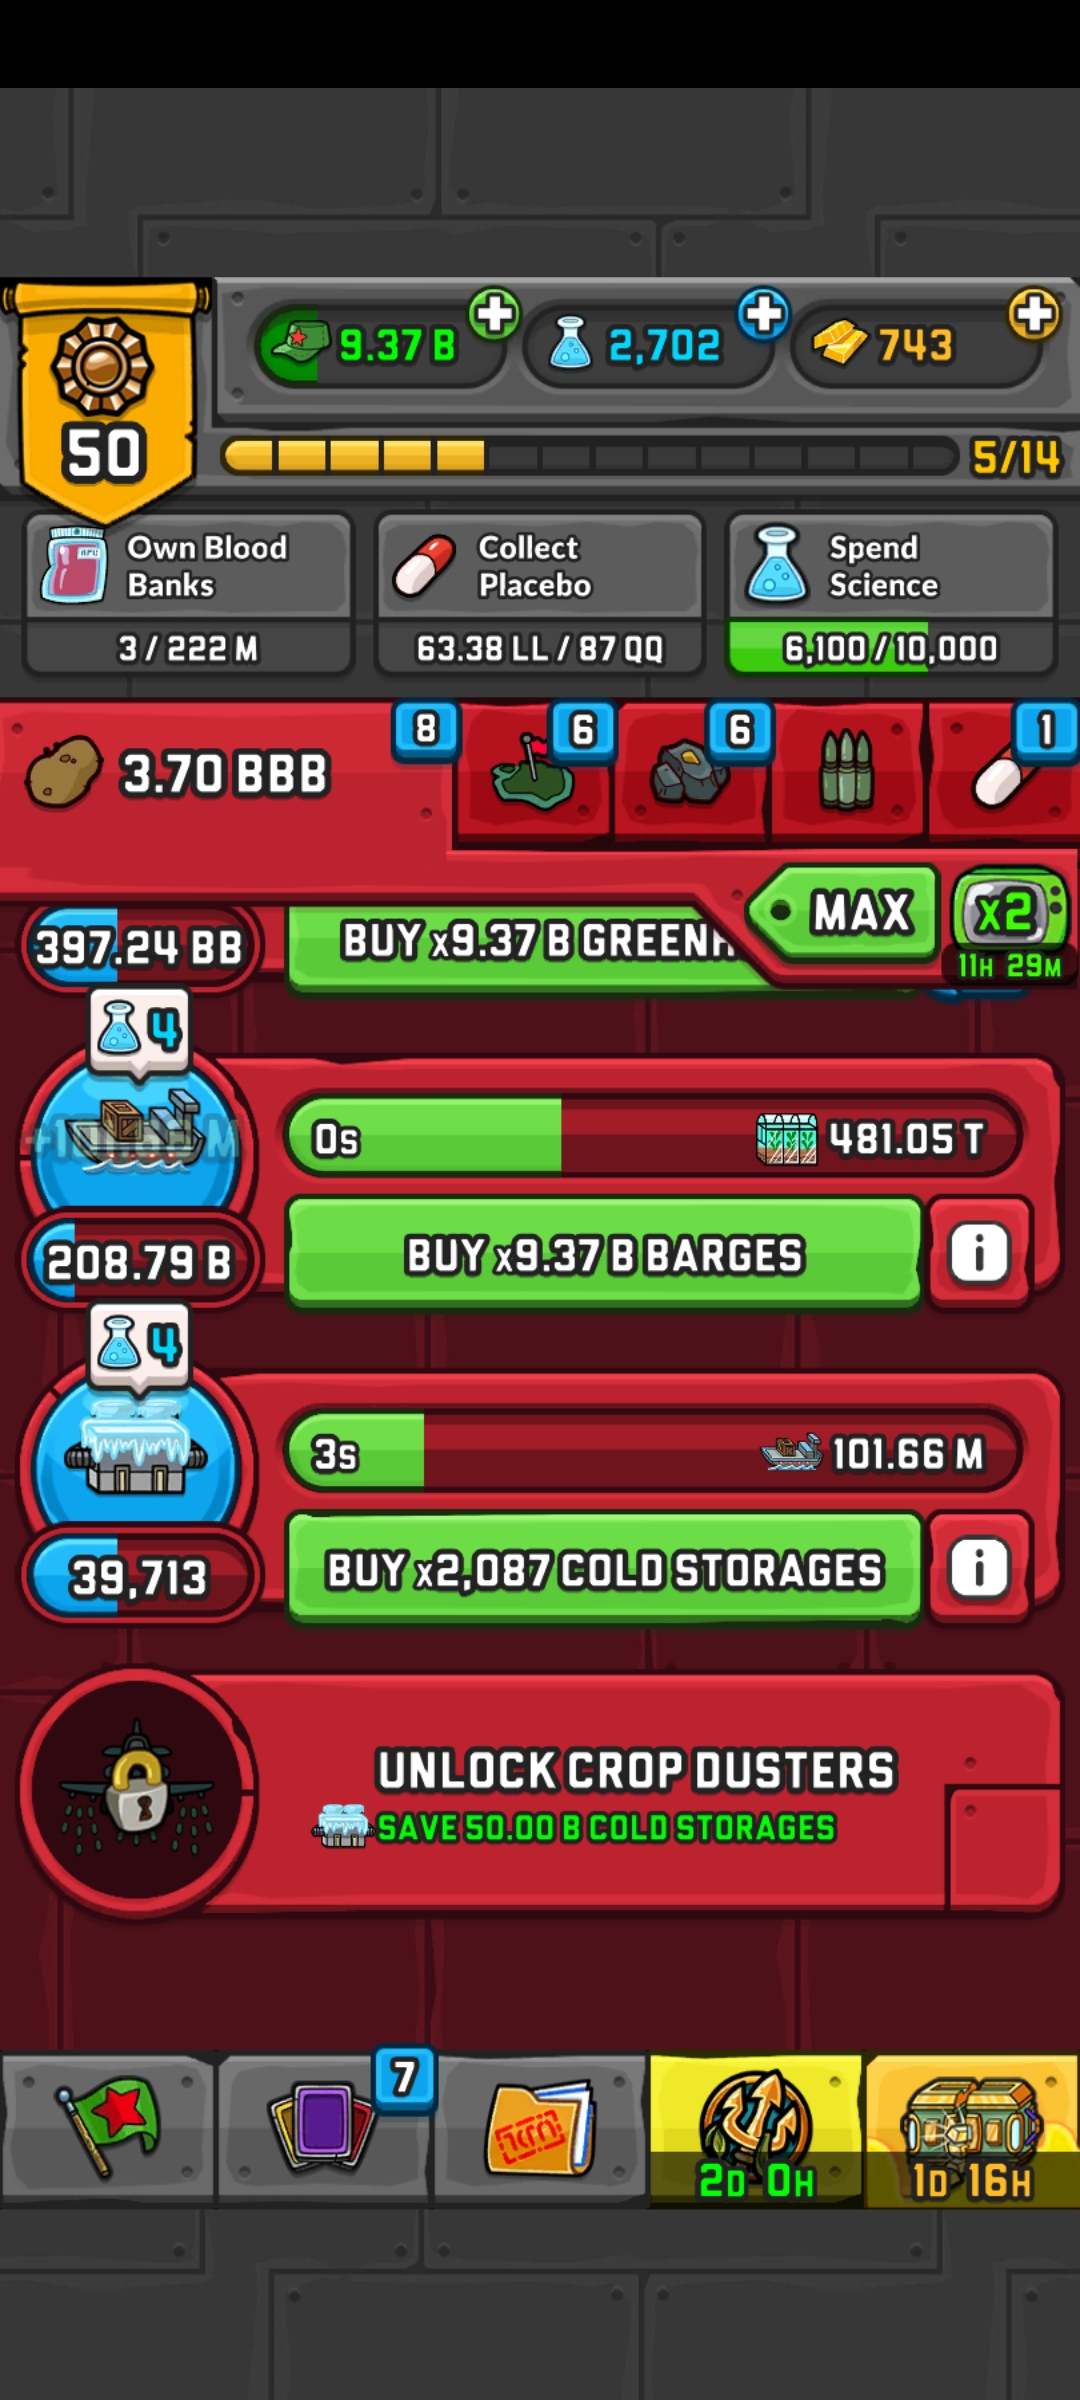 9.37 B
2,702
743
50
5/14
Own Blood
Banks
3 / 222 M
Collect
Placebo
63.38 LL / 87 QQ
Spend
Science
6,100 / 10,000
3.70 BBB
8
6
6
1
MAX
x2
11H 29M
397.24 BB
BUY x9.37 B
4
0s
481.05 T
208.79 B
BUY x9.37 B BARGES
i
4
3s
101.66 M
39,713
BUY x2,087 COLD STORAGES
i
UNLOCK CROP DUSTERS
SAVE 50.00 B COLD STORAGES
7
2D 0H
1D 16H